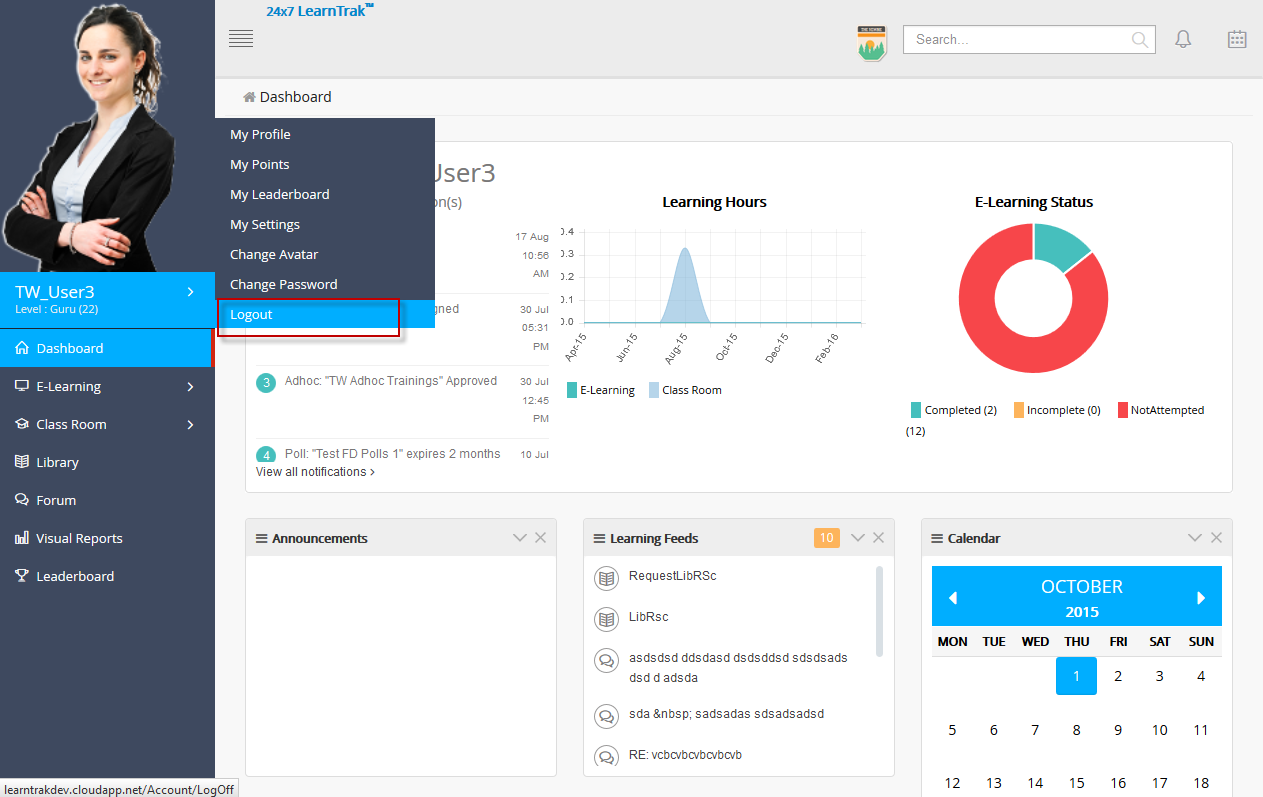 24x7 LearnTrak™
Search...
Dashboard
My Profile
My Points
My Leaderboard
My Settings
Change Avatar
Change Password
Logout
TW_User3
Level : Guru (22)
Dashboard
E-Learning
Class Room
Library
Forum
Visual Reports
Leaderboard
User3
on(s)
17 Aug
10:56
AM
gned
30 Jul
05:31
PM
3 Adhoc: "TW Adhoc Trainings" Approved
30 Jul
12:45
PM
4 Poll: "Test FD Polls 1" expires 2 months
10 Jul
View all notifications >
Learning Hours
0.4
0.3
0.2
0.1
0.0
Apr-15 Jun-15 Aug-15 Oct-15 Dec-15 Feb-16
E-Learning Class Room
E-Learning Status
Completed (2) Incomplete (0) NotAttempted
(12)
Announcements
Learning Feeds 10
RequestLibRSc
LibRsc
asdsdsd ddsdasd dsdsddsd sdsdsads
dsd d adsda
sda &nbsp; sadsadas sdsadsadsd
RE: vcbcvbcvbcvbcvb
Calendar
OCTOBER
2015
MON TUE WED THU FRI SAT SUN
1 2 3 4
5 6 7 8 9 10 11
12 13 14 15 16 17 18
learntrakdev.cloudapp.net/Account/LogOff